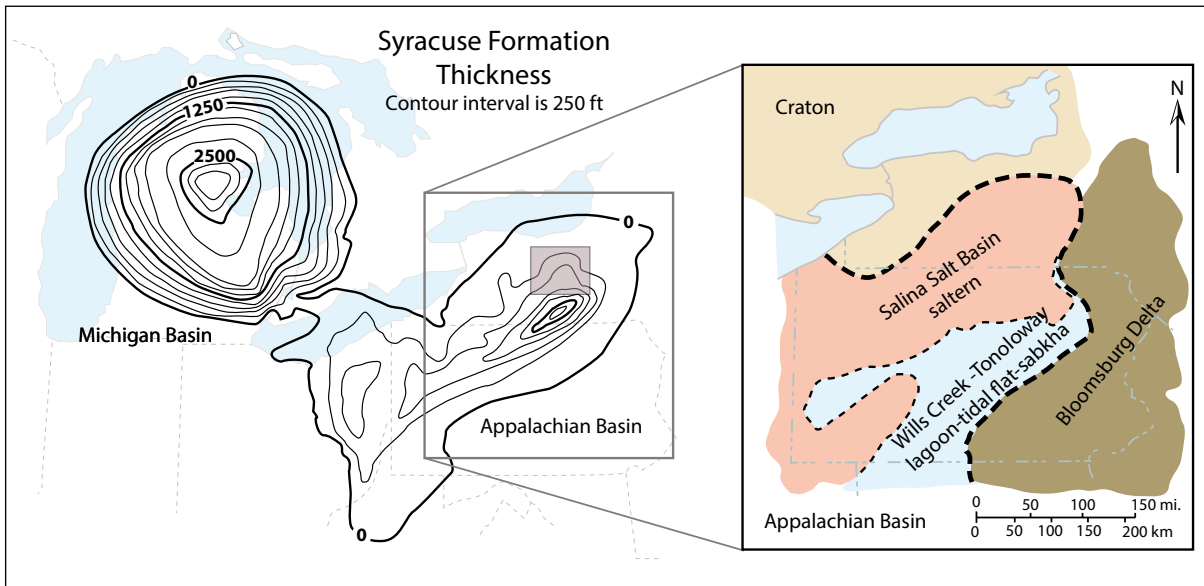 Syracuse Formation
Thickness
Contour interval is 250 ft
0
1250
2500
Michigan Basin
0
Appalachian Basin
0
Craton
N
Salina Salt Basin
saltern
Wills Creek -Tonoloway
lagoon-tidal flat-sabkha
Bloomsburg Delta
Appalachian Basin
0 50 100 150 mi.
0 50 100 150 200 km